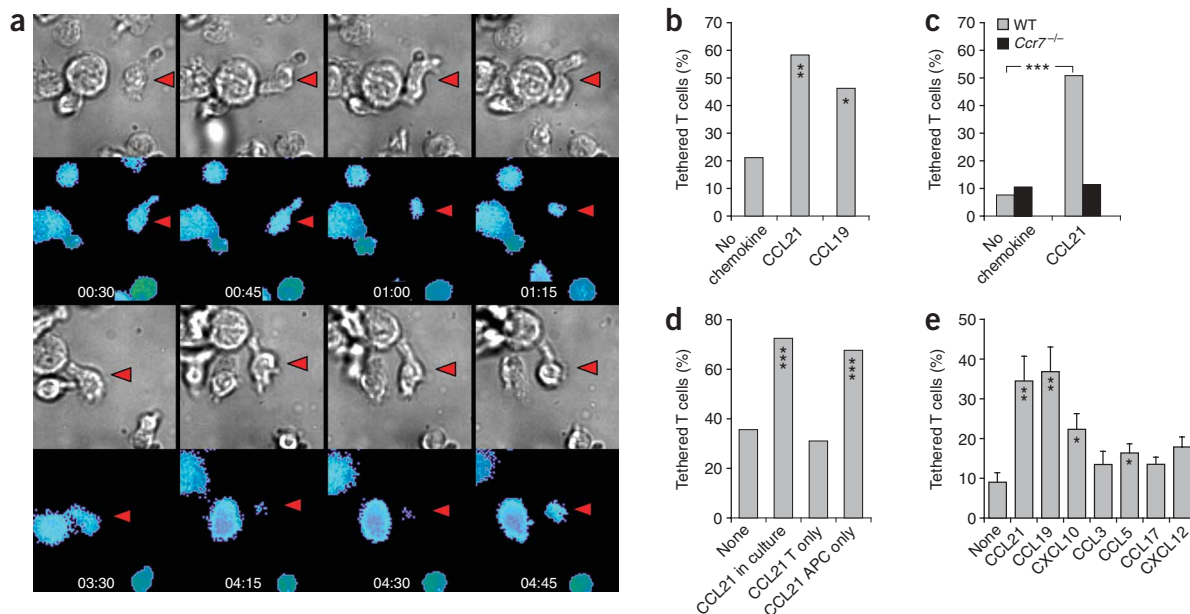 a
00:30
00:45
01:00
01:15
03:30
04:15
04:30
04:45
b
Tethered T cells (%)
70
60
50
40
30
20
10
0
**
*
No chemokine
CCL21
CCL19
c
WT
Ccr7–/–
Tethered T cells (%)
70
60
50
40
30
20
10
0
***
No chemokine
CCL21
d
Tethered T cells (%)
80
60
40
20
0
***
***
None
CCL21 in culture
CCL21 T only
CCL21 APC only
e
Tethered T cells (%)
50
40
30
20
10
0
**
**
*
*
None
CCL21
CCL19
CXCL10
CCL3
CCL5
CCL17
CXCL12